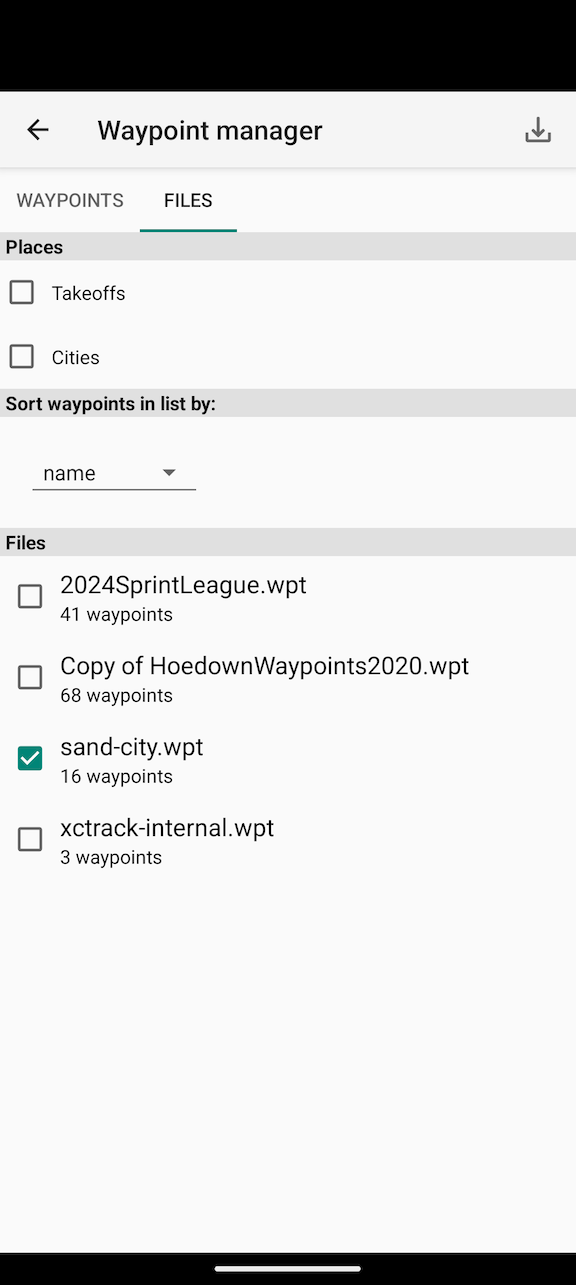 Waypoint manager
WAYPOINTS FILES
Places
Takeoffs
Cities
Sort waypoints in list by:
name
Files
2024SprintLeague.wpt
41 waypoints
Copy of HoedownWaypoints2020.wpt
68 waypoints
sand-city.wpt
16 waypoints
xctrack-internal.wpt
3 waypoints